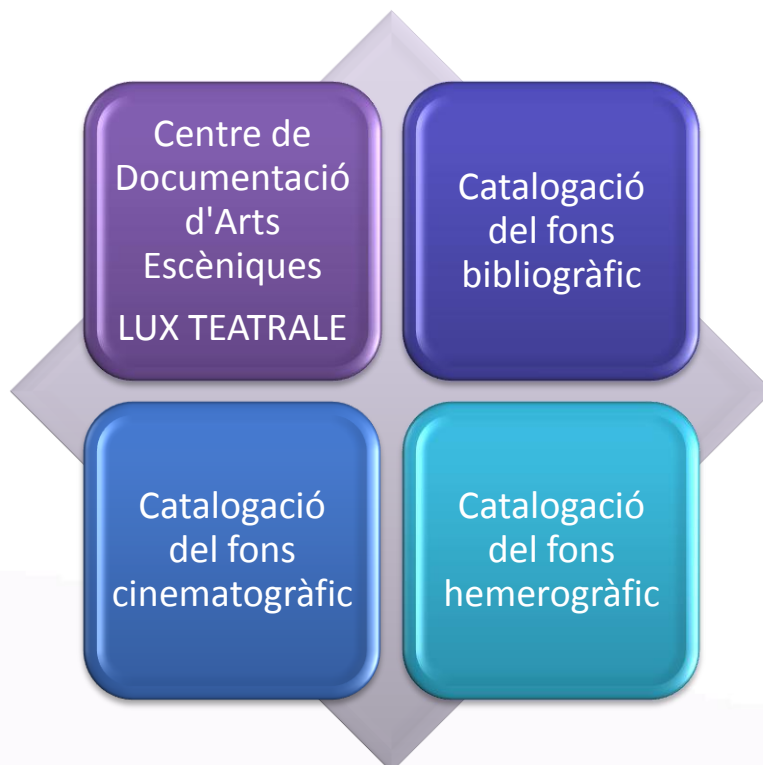 Centre de
Documentació
d'Arts
Escèniques
LUX TEATRALE
Catalogació
del fons
bibliogràfic
Catalogació
del fons
cinematogràfic
Catalogació
del fons
hemerogràfic